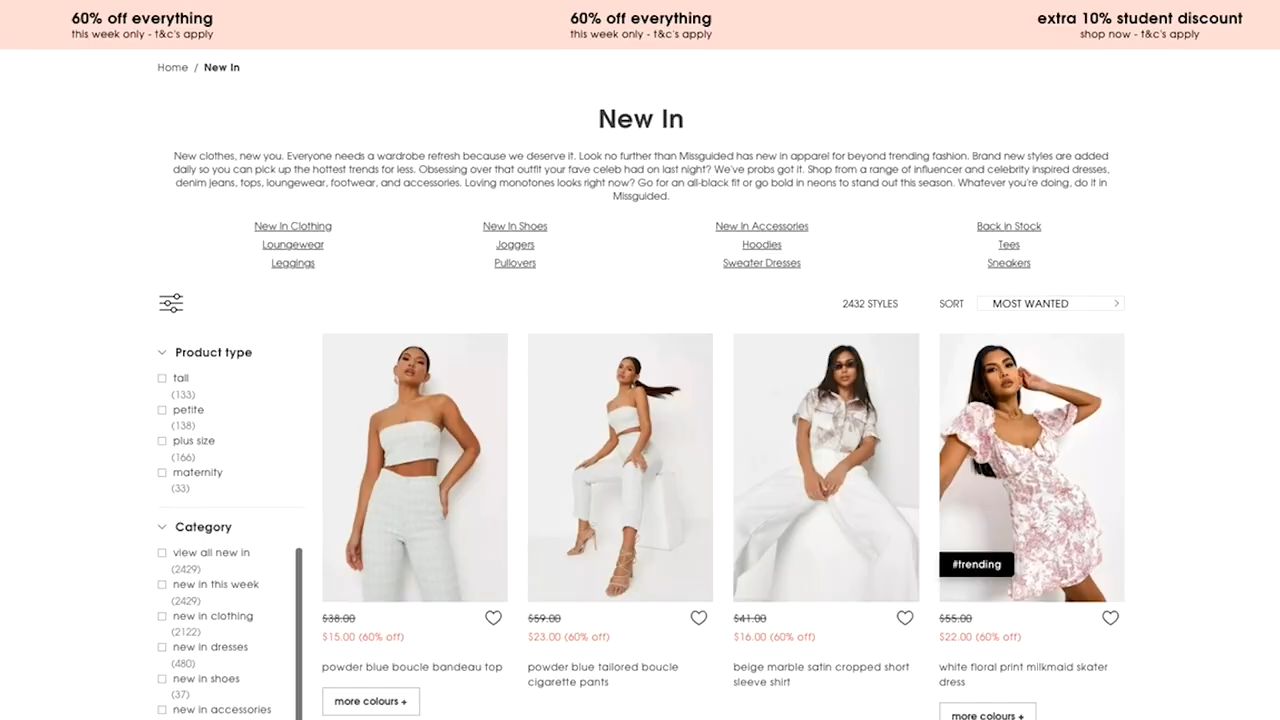 60% off everything
this week only - t&c's apply
60% off everything
this week only - t&c's apply
extra 10% student discount
shop now - t&c's apply
Home / New In
New In
New clothes, new you. Everyone needs a wardrobe refresh because we deserve it. Look no further than Missguided has new in apparel for beyond trending fashion. Brand new styles are added
daily so you can pick up the hottest trends for less. Obsessing over that outfit your fave celeb had on last night? We've probs got it. Shop from a range of influencer and celebrity inspired dresses,
denim jeans, tops, loungewear, footwear, and accessories. Loving monotones looks right now? Go for an all-black fit or go bold in neons to stand out this season. Whatever you're doing, do it in
Missguided.
New In Clothing
New In Shoes
New In Accessories
Back in Stock
Loungewear
Joggers
Hoodies
Tees
Leggings
Pullovers
Sweater Dresses
Sneakers
2432 STYLES
SORT
MOST WANTED
Product type
tall
(133)
petite
(138)
plus size
(166)
maternity
(33)
Category
view all new in
(2429)
new in this week
(2429)
new in clothing
(2122)
new in dresses
(480)
new in shoes
(37)
new in accessories
$38.00
$15.00 (60% off)
powder blue boucle bandeau top
more colours +
$59.00
$23.00 (60% off)
powder blue tailored boucle
cigarette pants
$41.00
$16.00 (60% off)
beige marble satin cropped short
sleeve shirt
#trending
$55.00
$22.00 (60% off)
white floral print milkmaid skater
dress
more colours +